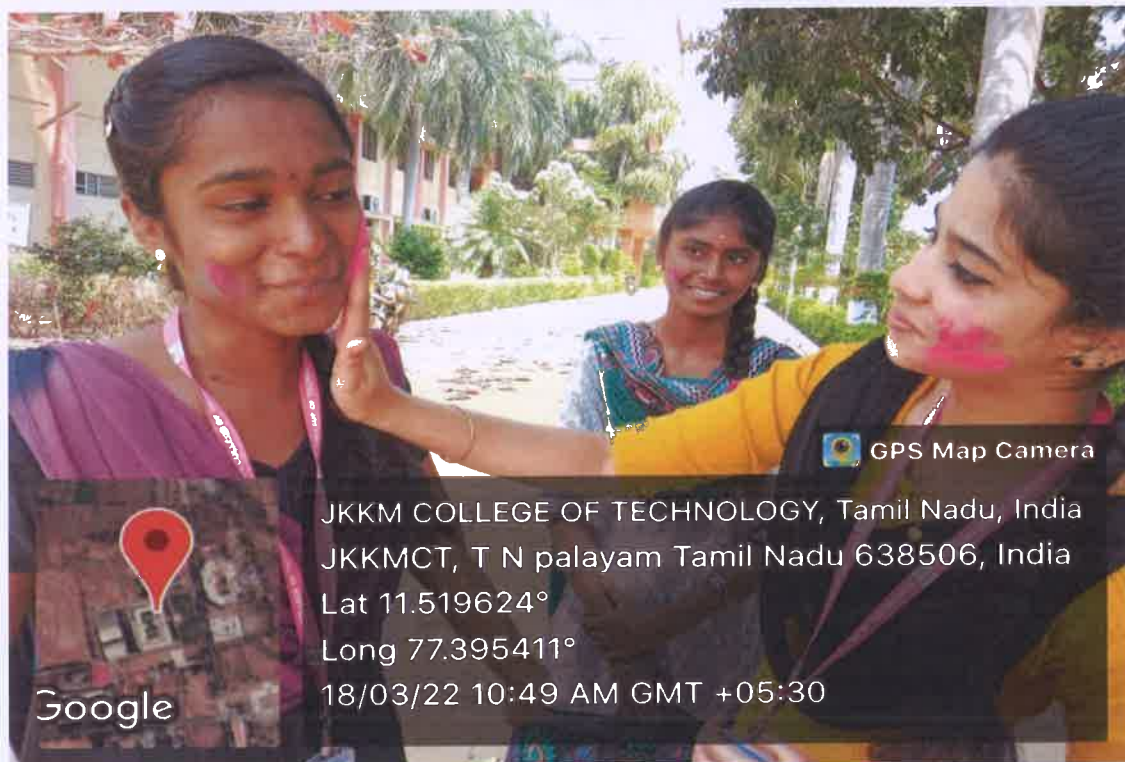 GPS Map Camera
JKKM COLLEGE OF TECHNOLOGY, Tamil Nadu, India
JKKMCT, T N palayam Tamil Nadu 638506, India
Lat 11.519624°
Long 77.395411°
18/03/22 10:49 AM GMT +05:30
Google